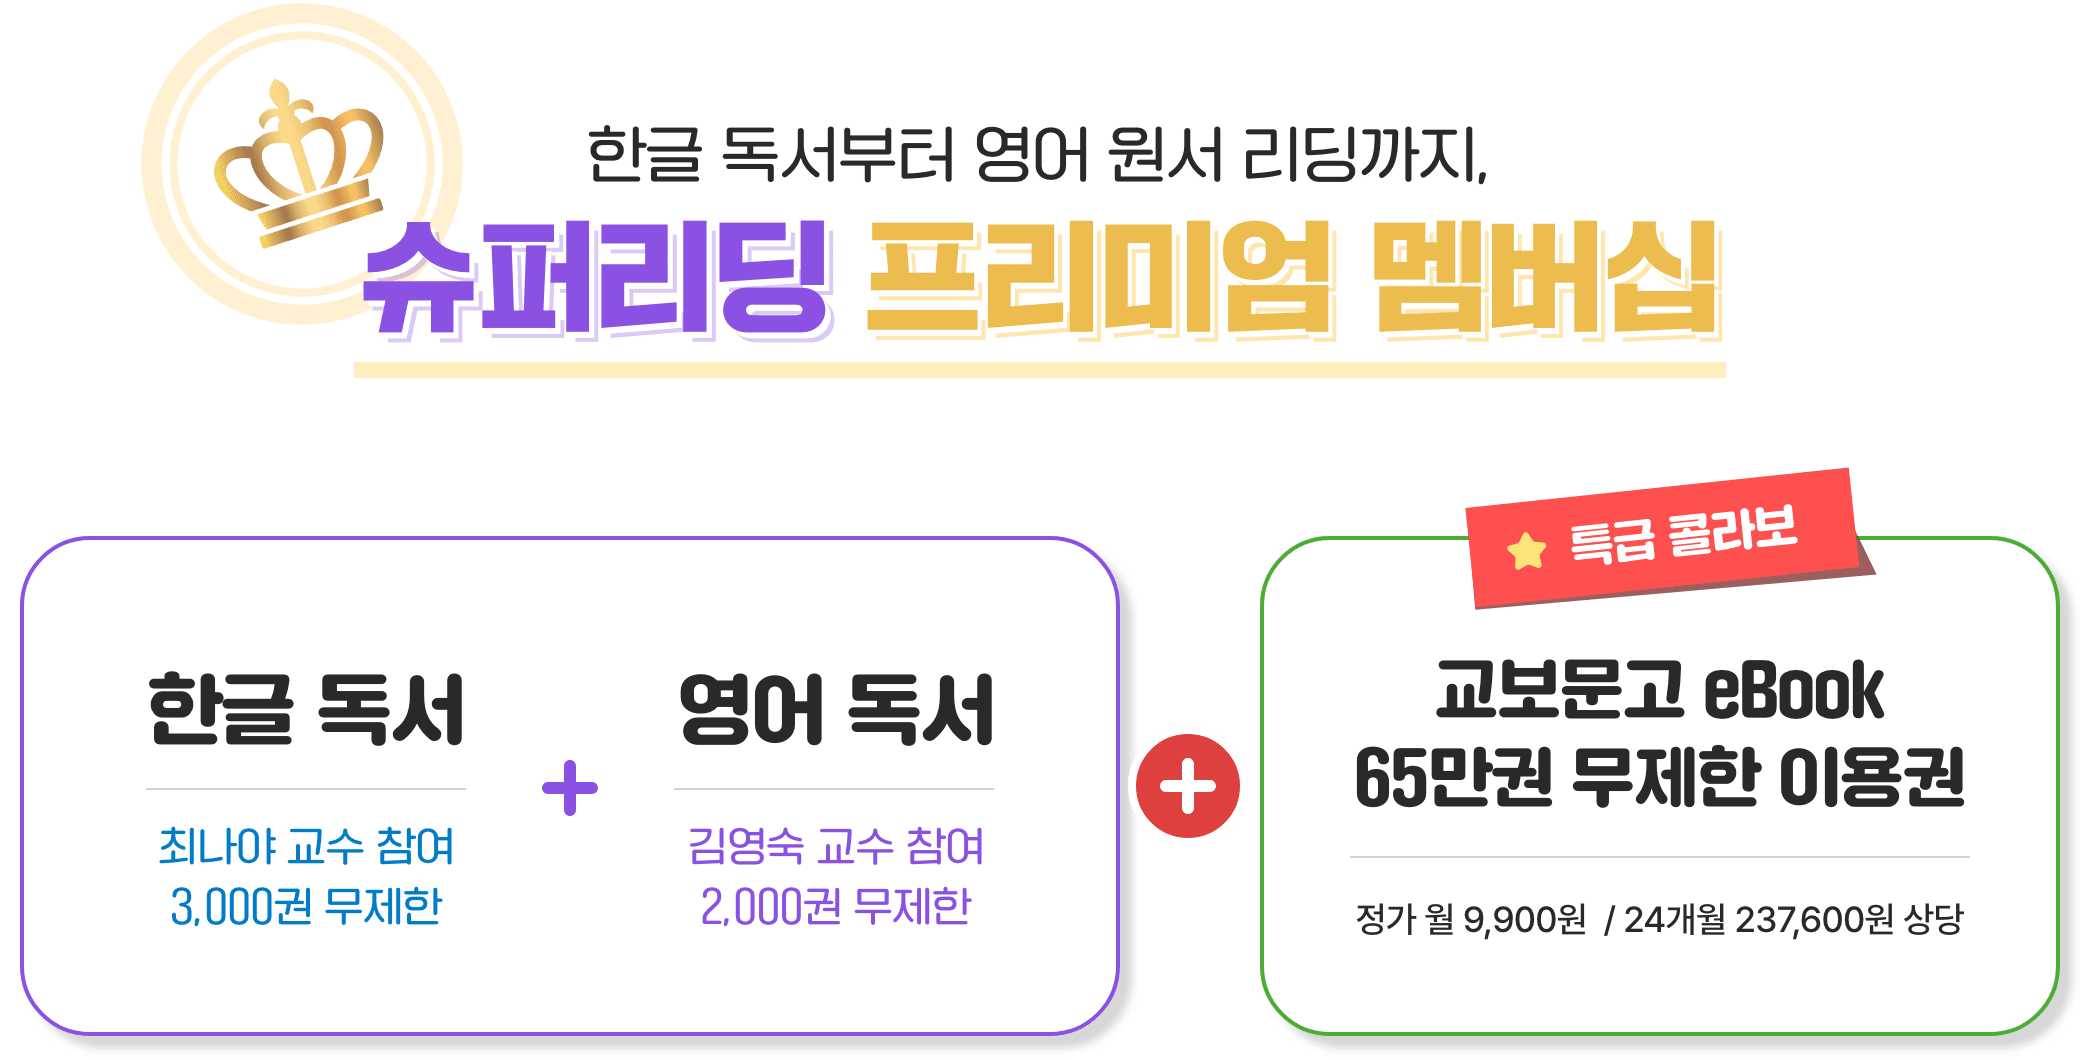 한글 독서부터 영어 원서 리딩까지,
슈퍼리딩 프리미엄 멤버십
한글 독서
최나야 교수 참여
3,000권 무제한
+
영어 독서
김영숙 교수 참여
2,000권 무제한
+
특급 콜라보
교보문고 eBook
65만권 무제한 이용권
정가 월 9,900원 / 24개월 237,600원 상당